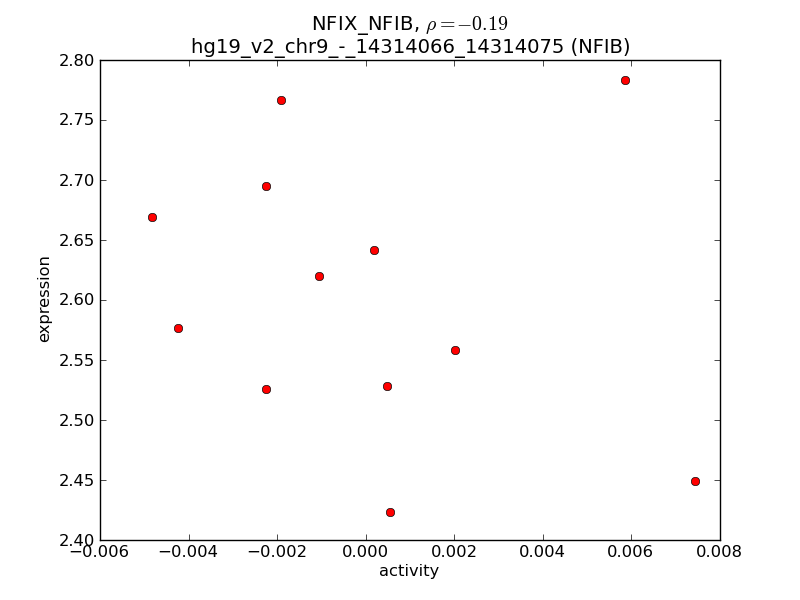 NFIX_NFIB, ρ = −0.19
hg19_v2_chr9_-_14314066_14314075 (NFIB)
2.80
2.75
2.70
2.65
2.60
2.55
2.50
2.45
2.40
expression
−0.006 −0.004 −0.002 0.000 0.002 0.004 0.006 0.008
activity